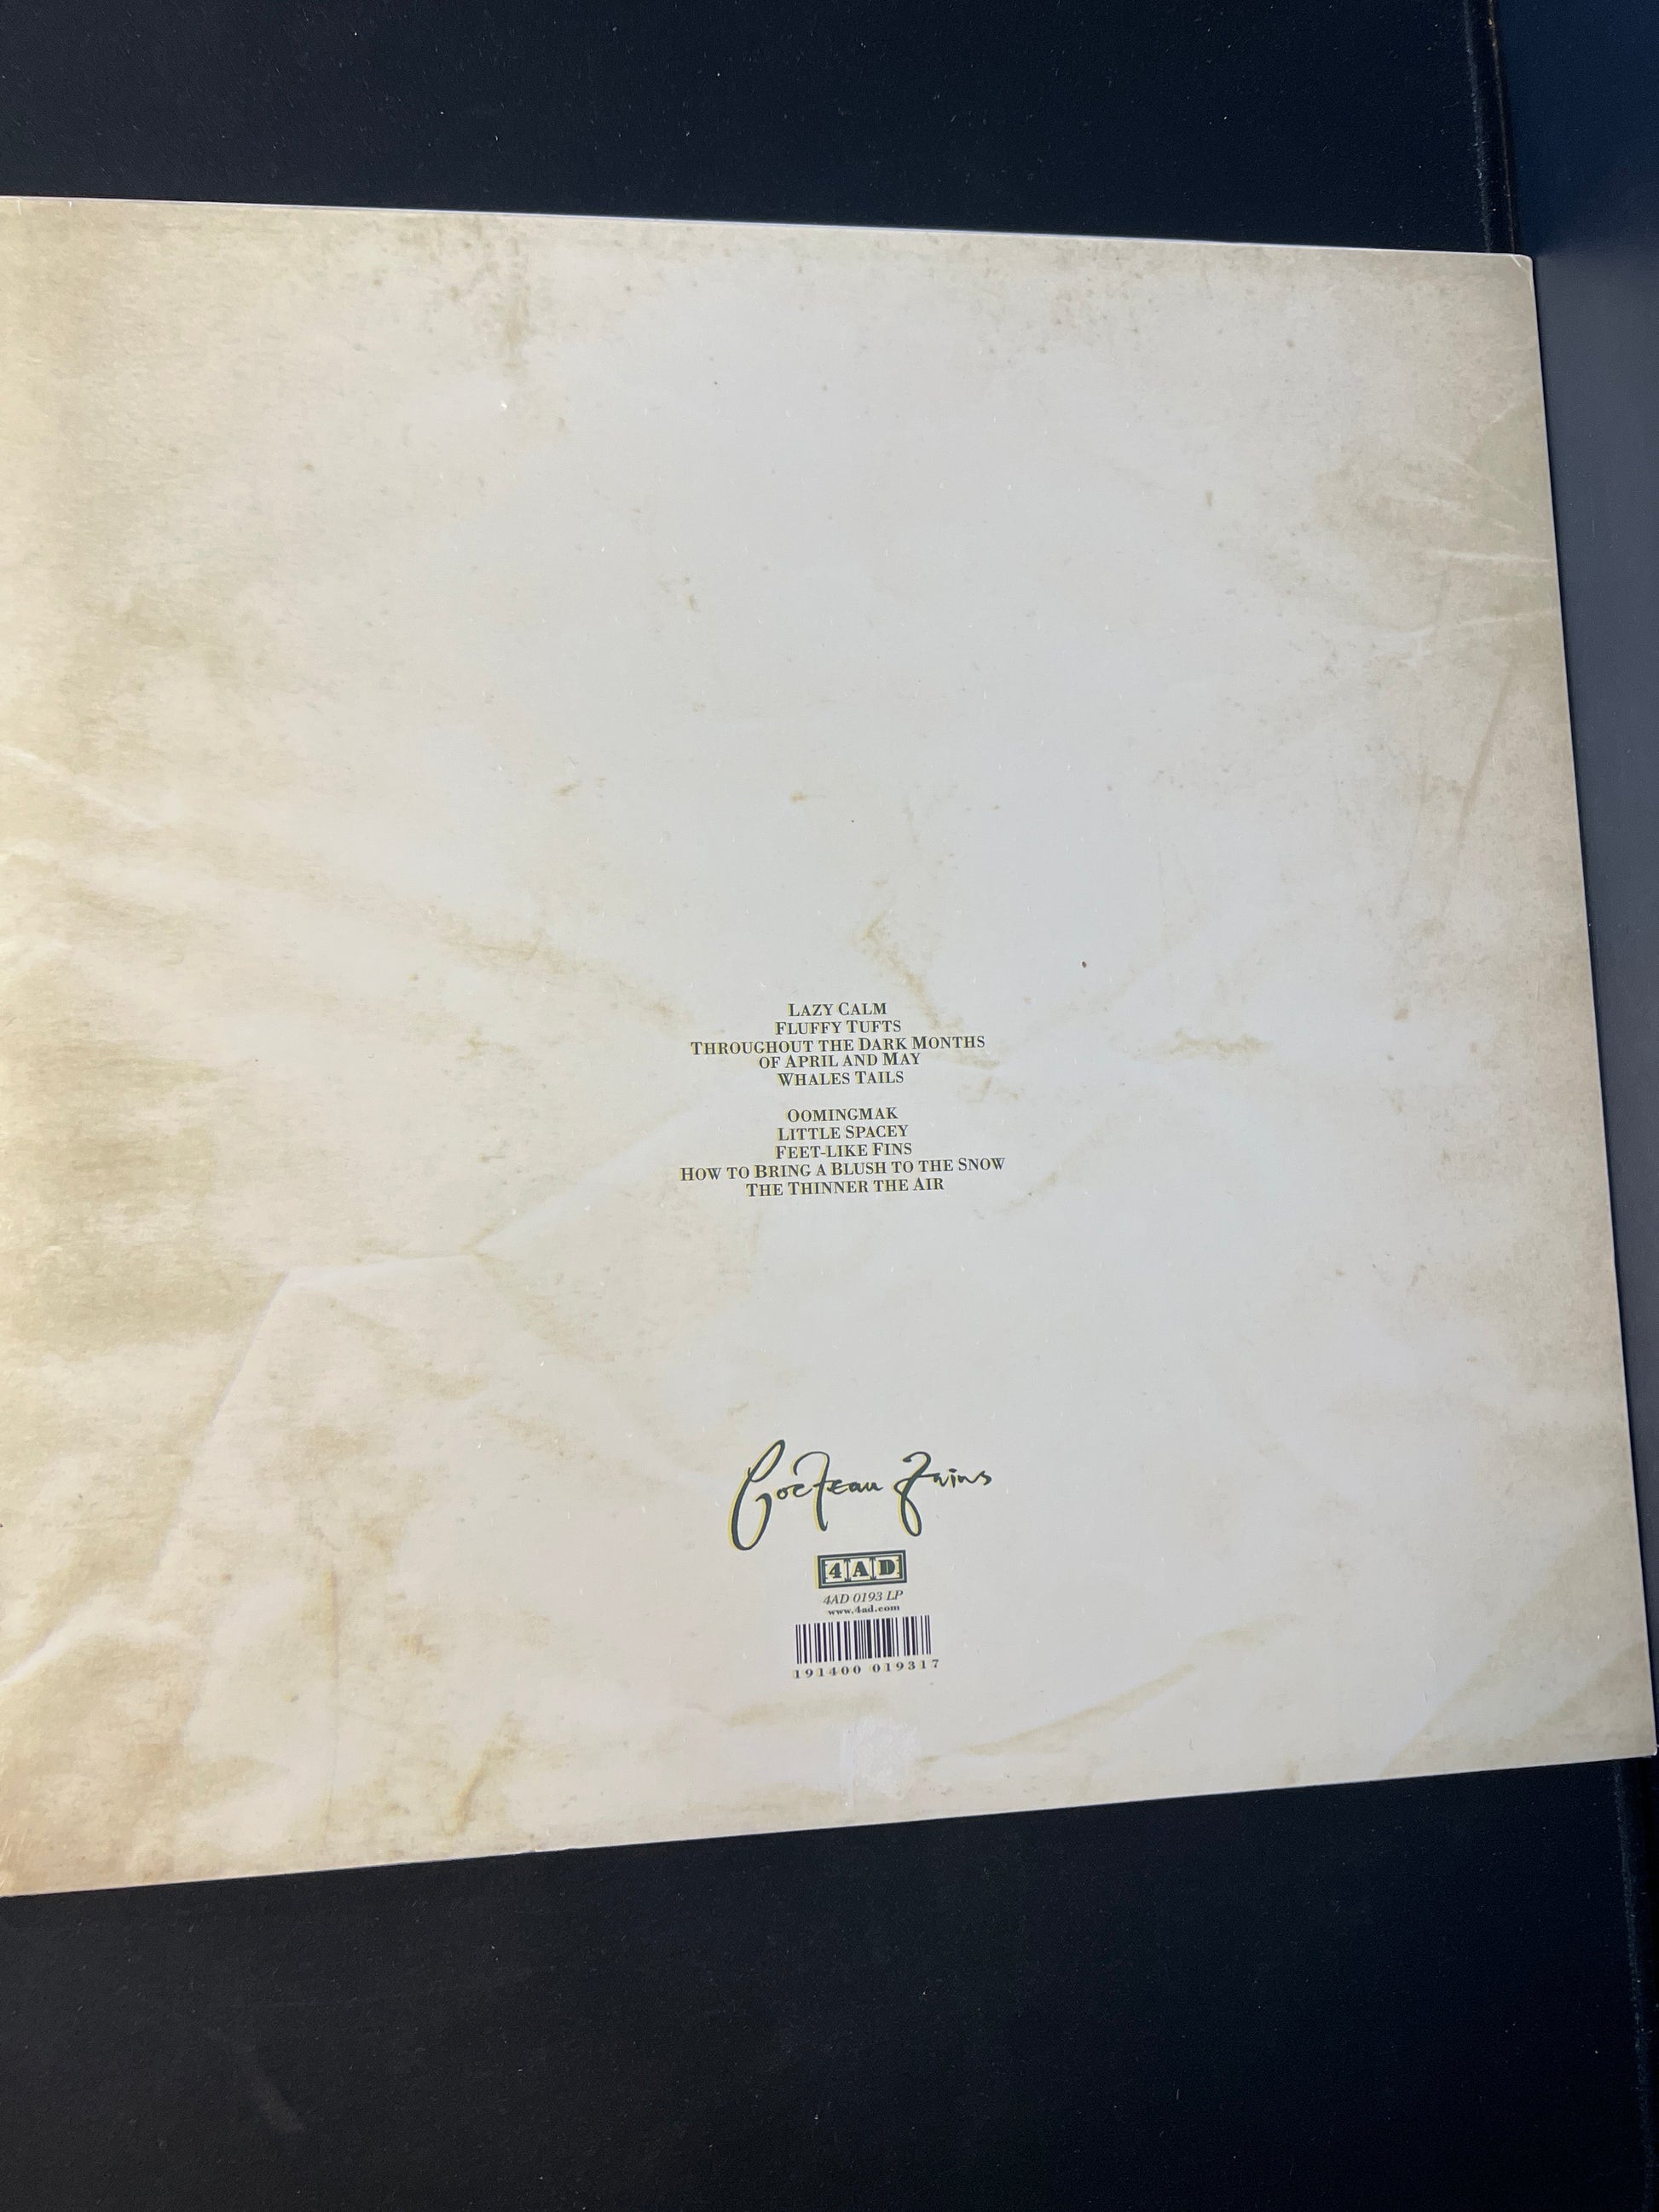 LAZY CALM
FLUFFY TUFTS
THROUGHOUT THE DARK MONTHS
OF APRIL AND MAY
WHALES TAILS
OOMINGMAK
LITTLE SPACEY
FEET-LIKE FINS
HOW TO BRING A BLUSH TO THE SNOW
THE THINNER THE AIR
Cocteau Twins
4AD
4AD 0193 LP
www.4ad.com
191400 019317